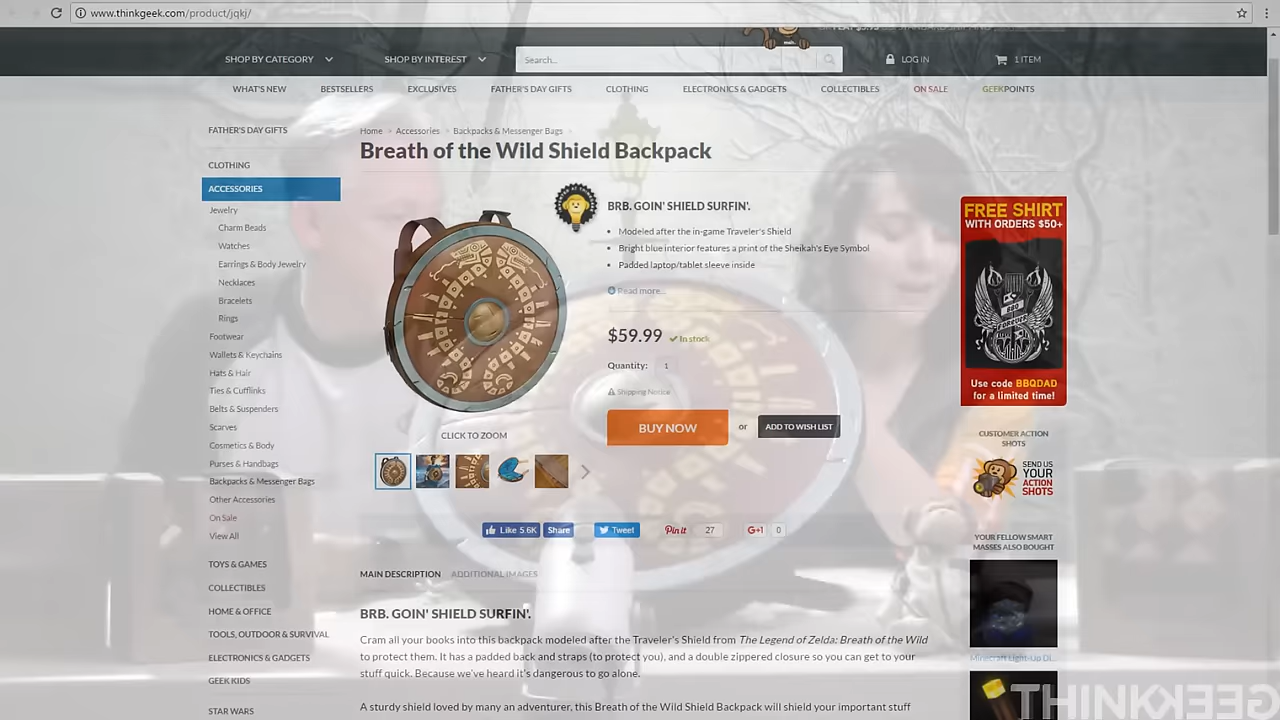 www.thinkgeek.com/product/jqkj/
SHOP BY CATEGORY
SHOP BY INTEREST
Search...
LOG IN
1 ITEM
WHAT'S NEW
BESTSELLERS
EXCLUSIVES
FATHER'S DAY GIFTS
CLOTHING
ELECTRONICS & GADGETS
COLLECTIBLES
ON SALE
GEEKPOINTS
FATHER'S DAY GIFTS
CLOTHING
ACCESSORIES
Jewelry
Charm Beads
Watches
Earrings & Body Jewelry
Necklaces
Bracelets
Rings
Footwear
Wallets & Keychains
Hats & Hair
Ties & Cufflinks
Belts & Suspenders
Scarves
Cosmetics & Body
Purses & Handbags
Backpacks & Messenger Bags
Other Accessories
On Sale
View All
TOYS & GAMES
COLLECTIBLES
HOME & OFFICE
TOOLS, OUTDOOR & SURVIVAL
ELECTRONICS & GADGETS
GEEK KIDS
STAR WARS
Home
Accessories
Backpacks & Messenger Bags
Breath of the Wild Shield Backpack
BRB. GOIN' SHIELD SURFIN'.
Modeled after the in-game Traveler's Shield
Bright blue interior features a print of the Sheikah's Eye Symbol
Padded laptop/tablet sleeve inside
Read more...
$59.99
In stock
Quantity: 1
Shipping Notice
BUY NOW
or
ADD TO WISH LIST
CLICK TO ZOOM
Like 5.6K
Share
Tweet
Pin it
27
G+1
0
MAIN DESCRIPTION
ADDITIONAL IMAGES
BRB. GOIN' SHIELD SURFIN'.
Cram all your books into this backpack modeled after the Traveler's Shield from The Legend of Zelda: Breath of the Wild
to protect them. It has a padded back and straps (to protect you), and a double zippered closure so you can get to your
stuff quick. Because we've heard it's dangerous to go alone.
A sturdy shield loved by many an adventurer, this Breath of the Wild Shield Backpack will shield your important stuff
FREE SHIRT
WITH ORDERS $50+
BBQ
Use code BBQDAD
for a limited time!
CUSTOMER ACTION
SHOTS
SEND US
YOUR
ACTION
SHOTS
YOUR FELLOW SMART
MASSES ALSO BOUGHT
Minecraft Light-Up Di...
THINKGEEK